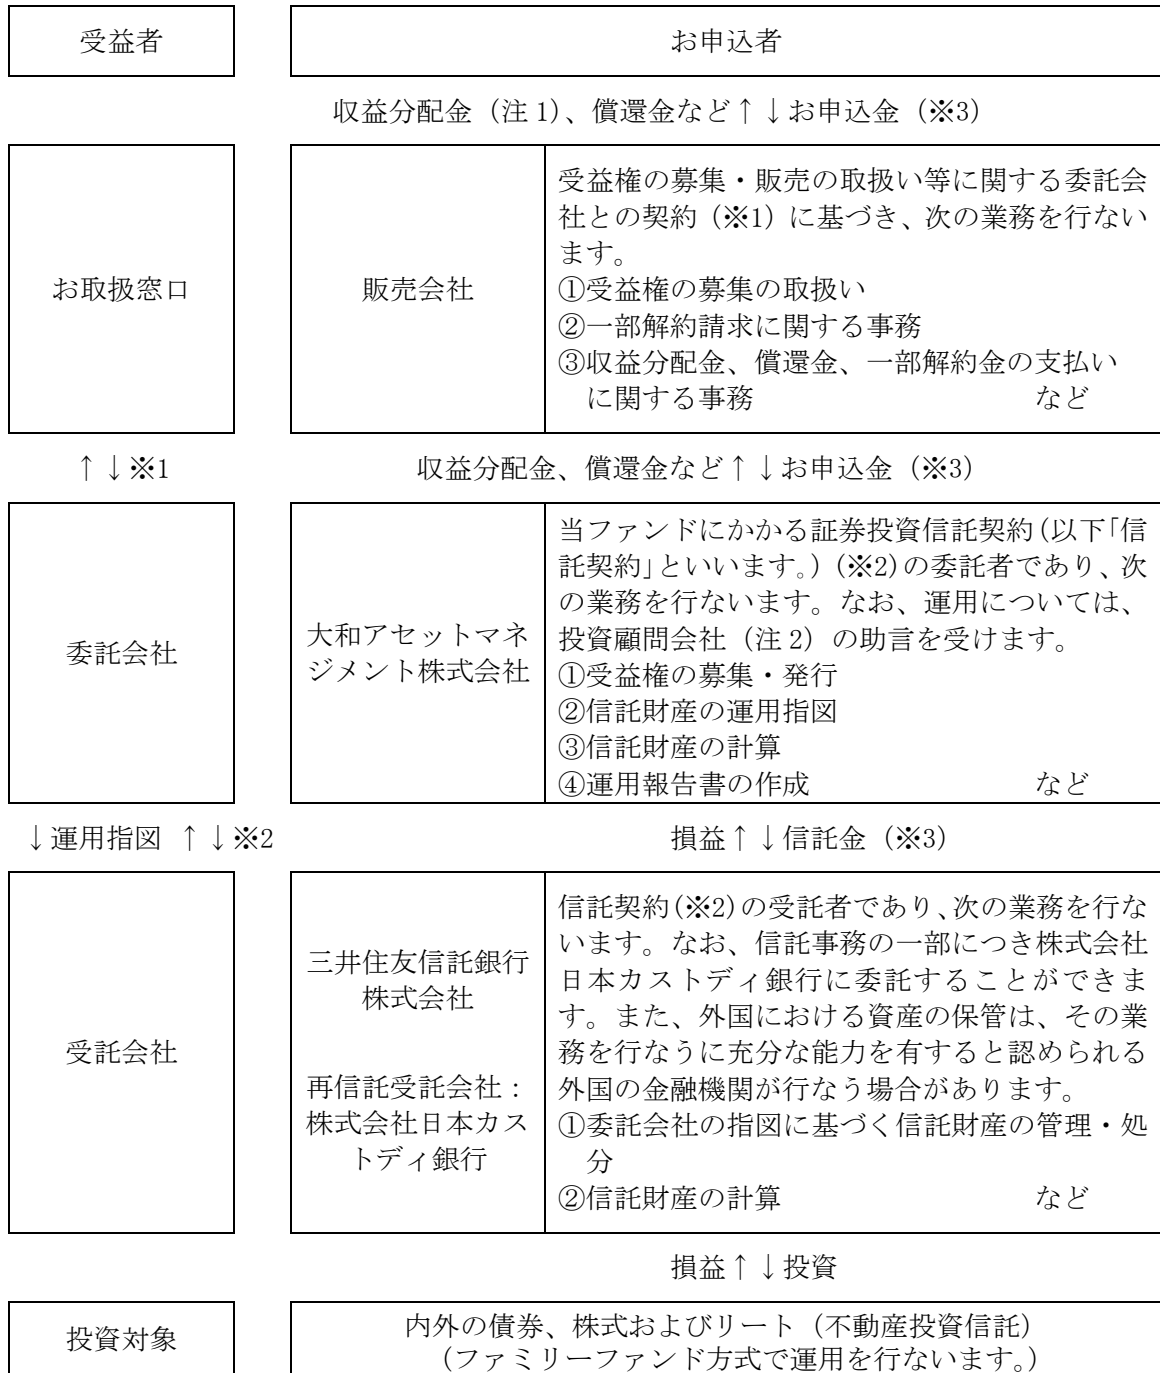 受益者
お申込者
収益分配金（注1）、償還金など↑↓お申込金（※3）
お取扱窓口
販売会社
受益権の募集・販売の取扱い等に関する委託会
社との契約（※1）に基づき、次の業務を行ない
ます。
①受益権の募集の取扱い
②一部解約請求に関する事務
③収益分配金、償還金、一部解約金の支払い
に関する事務 など
↑↓※1
収益分配金、償還金など↑↓お申込金（※3）
委託会社
大和アセットマネ
ジメント株式会社
当ファンドにかかる証券投資信託契約（以下「信
託契約」といいます。）（※2）の委託者であり、次
の業務を行ないます。なお、運用については、
投資顧問会社（注2）の助言を受けます。
①受益権の募集・発行
②信託財産の運用指図
③信託財産の計算
④運用報告書の作成 など
↓運用指図 ↑↓※2
損益↑↓信託金（※3）
受託会社
三井住友信託銀行
株式会社
再信託受託会社：
株式会社日本カス
トディ銀行
信託契約（※2）の受託者であり、次の業務を行な
います。なお、信託事務の一部につき株式会社
日本カストディ銀行に委託することができま
す。また、外国における資産の保管は、その業
務を行なうに充分な能力を有すると認められる
外国の金融機関が行なう場合があります。
①委託会社の指図に基づく信託財産の管理・処
分
②信託財産の計算 など
損益↑↓投資
投資対象
内外の債券、株式およびリート（不動産投資信託）
（ファミリーファンド方式で運用を行ないます。）